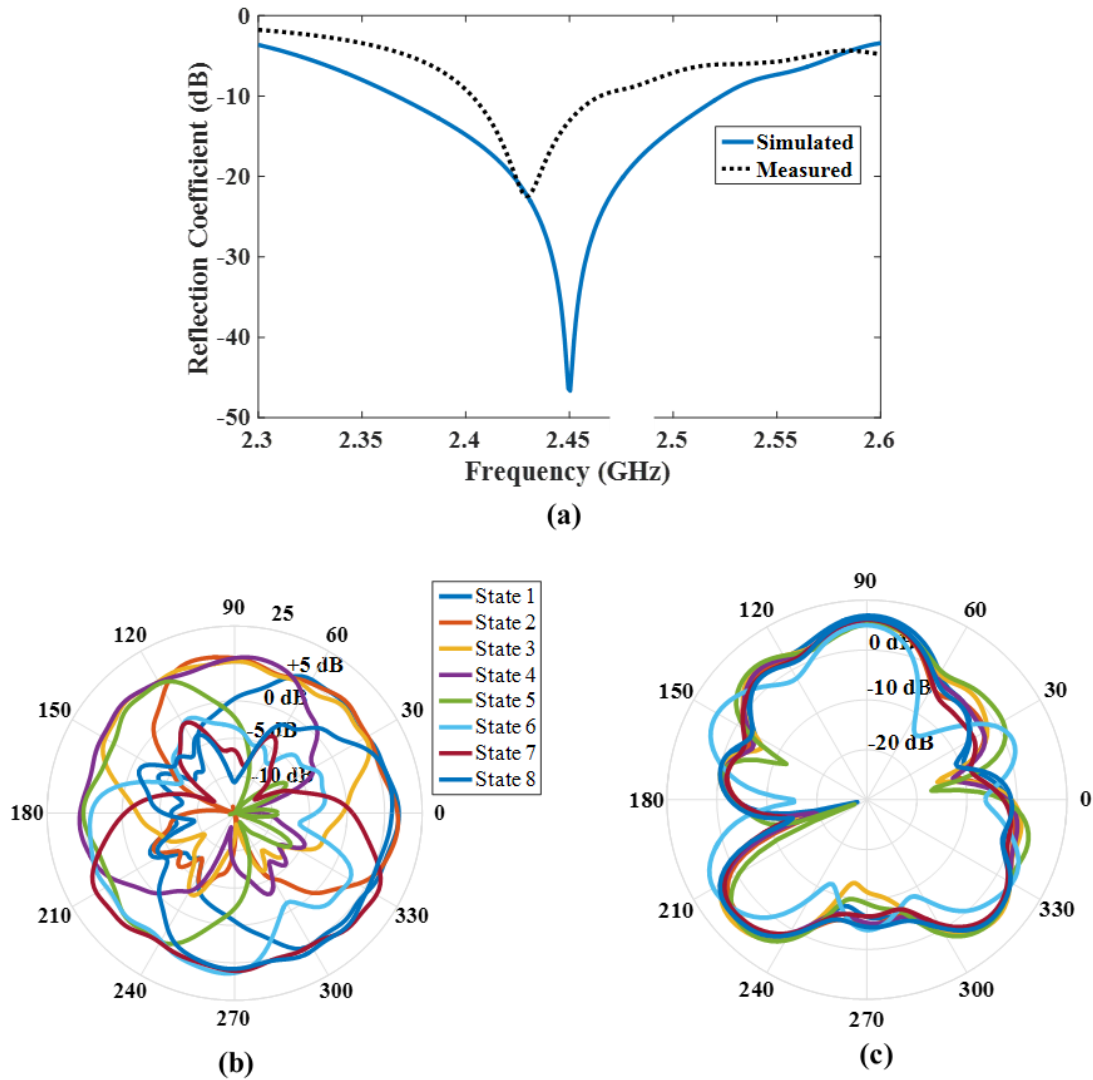 0
-10
-20
-30
-40
-50
Reflection Coefficient (dB)
Simulated
Measured
2.3
2.35
2.4
2.45
2.5
2.55
2.6
Frequency (GHz)
(a)
State 1
State 2
State 3
State 4
State 5
State 6
State 7
State 8
90
25
60
120
+5 dB
0 dB
-5 dB
-10 dB
150
30
180
0
210
330
240
300
270
(b)
90
120
60
0 dB
-10 dB
-20 dB
150
30
180
0
210
330
240
300
270
(c)